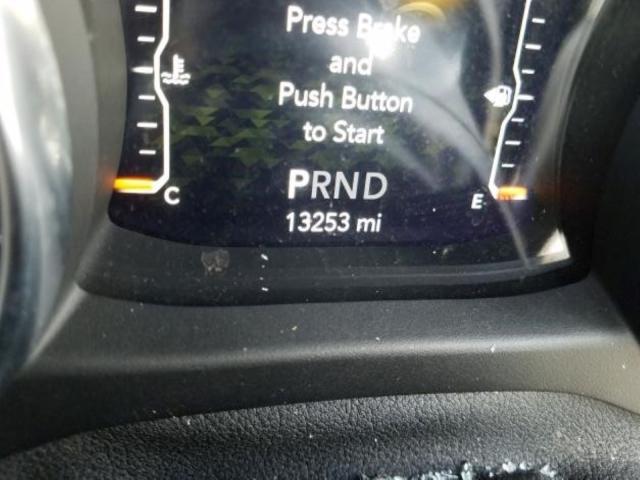 Press Brake
and
Push Button
to Start
PRND
C
E
13253 mi